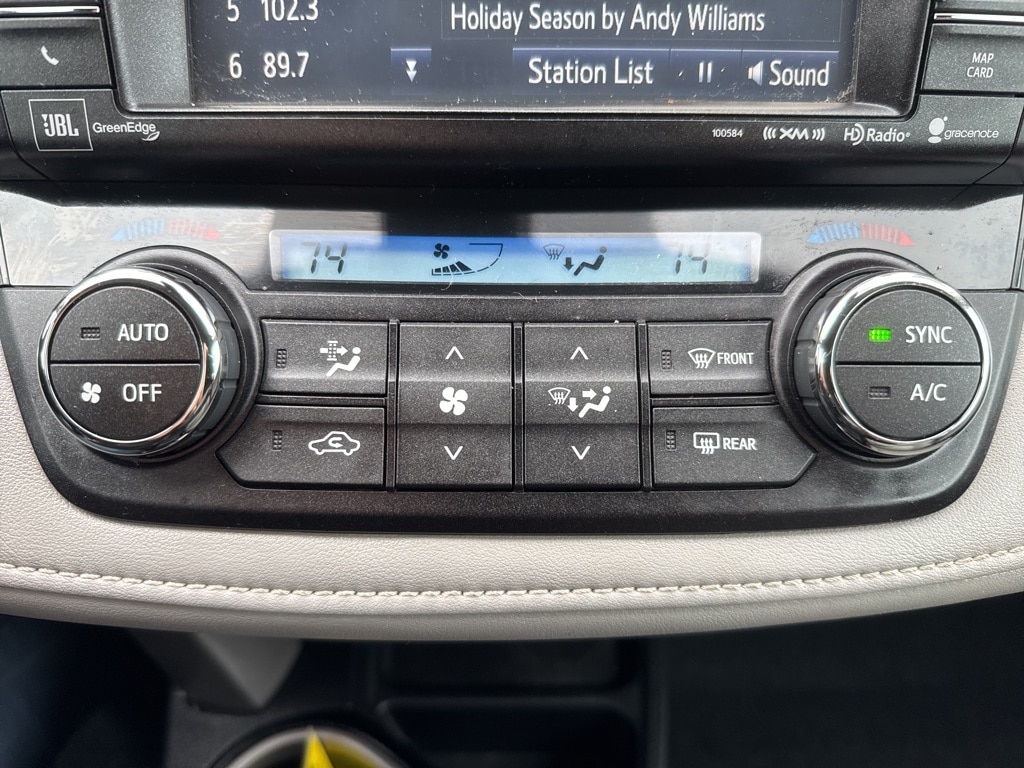 5 102.3
Holiday Season by Andy Williams
6 89.7
Station List
Sound
MAP
CARD
JBL
GreenEdge
100584
XM
HD Radio
gracenote
74
74
AUTO
OFF
FRONT
REAR
SYNC
A/C